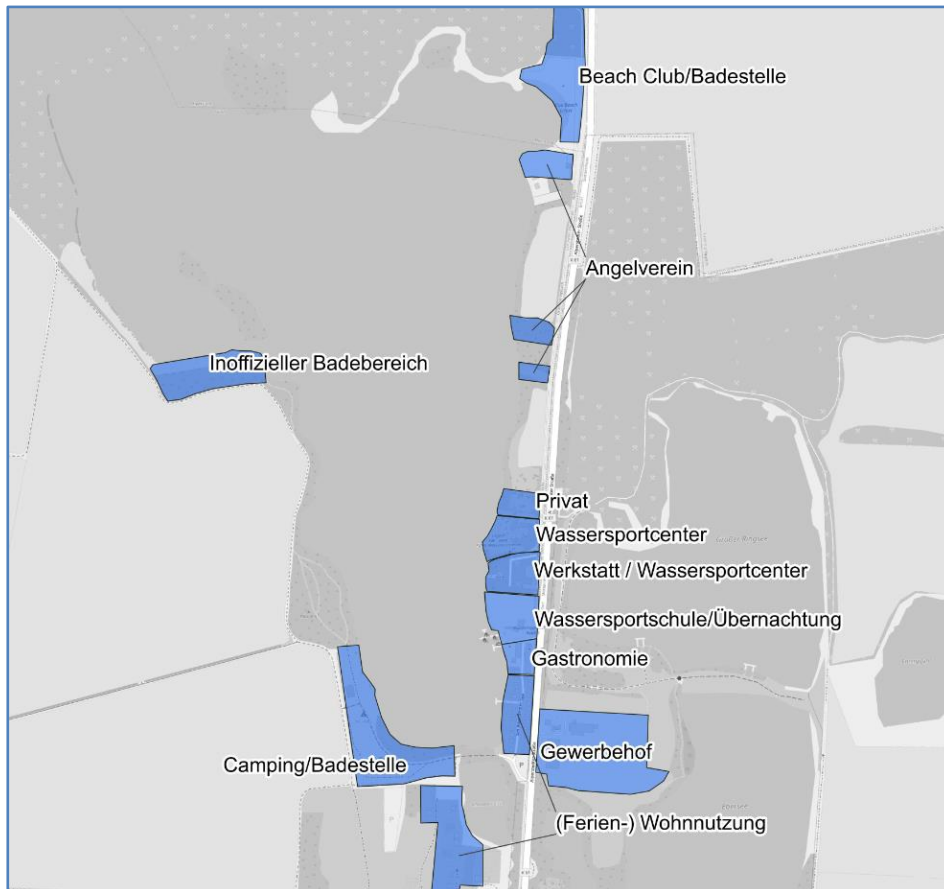 Beach Club/Badestelle
Angelverein
Inoffizieller Badebereich
Privat
Wassersportcenter
Werkstatt / Wassersportcenter
Wassersportschule/Übernachtung
Gastronomie
Gewerbehof
Camping/Badestelle
(Ferien-) Wohnnutzung